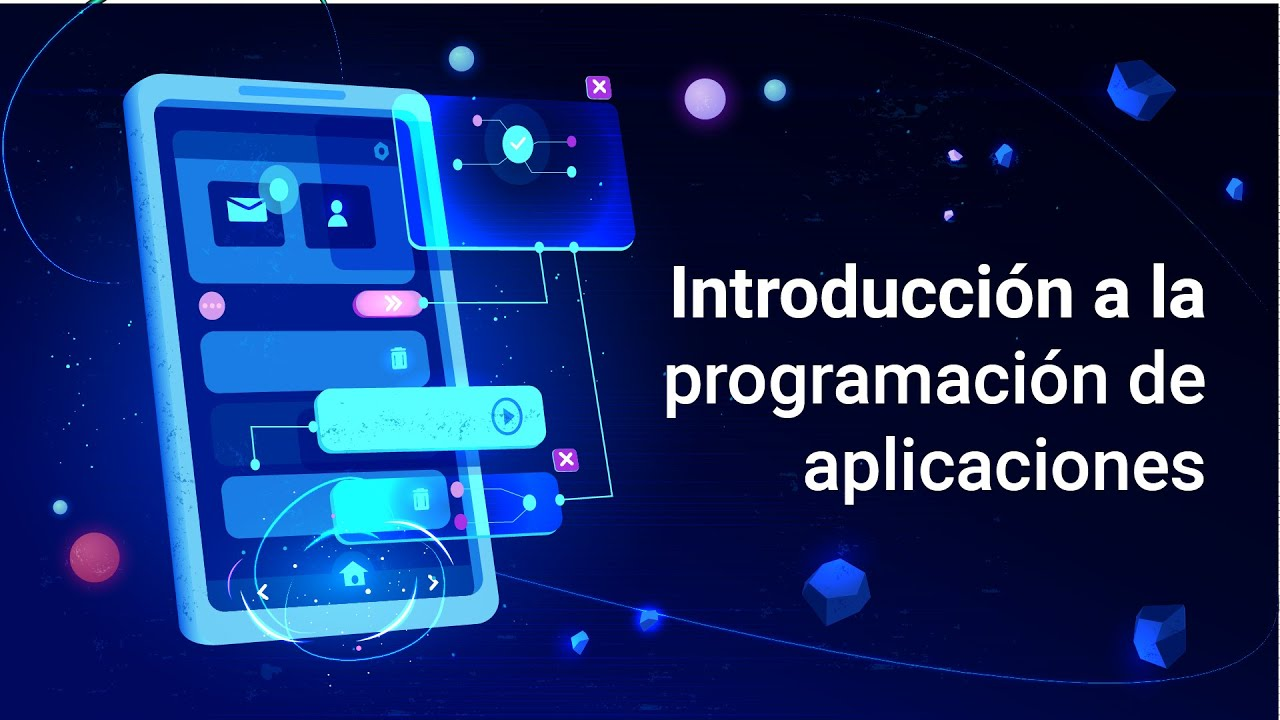 Introducción a la
programación de
aplicaciones